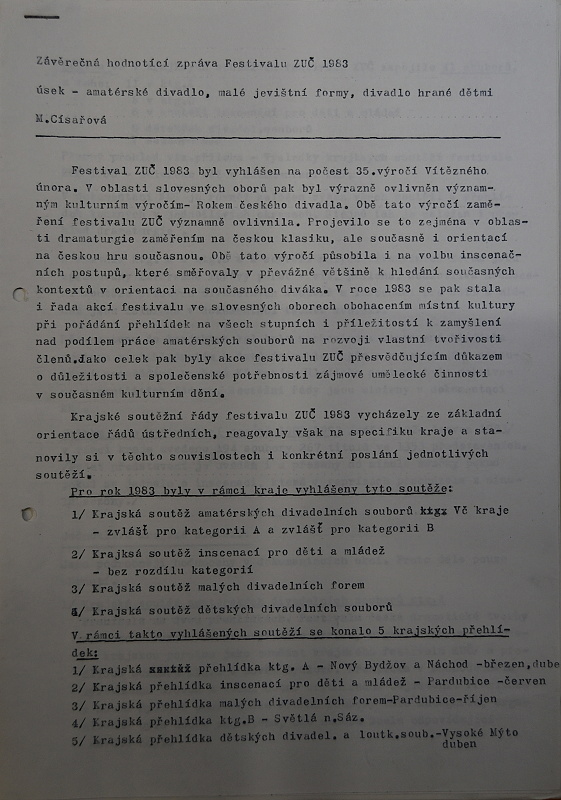 Závěrečná hodnotící zpráva Festivalu ZUČ 1983
úsek - amatérské divadlo, malé jevištní formy, divadlo hrané dětmi
M.Císařová
Festival ZUČ 1983 byl vyhlášen na počest 35.výročí Vítězného
února. V oblasti slovesných oborů pak byl výrazně ovlivněn význam-
ným kulturním výročím- Rokem českého divadla. Obě tato výročí zamě-
ření festivalu ZUČ významně ovlivnila. Projevilo se to zejména v oblas-
ti dramaturgie zaměřením na českou klasiku, ale současně i orientací
na českou hru současnou. Obě tato výročí působila i na volbu inscenač-
ních postupů, které směřovaly v převážné většině k hledání současných
kontextů v orientaci na současného diváka. V roce 1983 se pak stala
i řada akcí festivalu ve slovesných oborech obohacením místní kultury
při pořádání přehlídek na všech stupních i příležitostí k zamyšlení
nad podílem práce amatérských souborů na rozvoji vlastní tvořivosti
členů.Jako celek pak byly akce festivalu ZUČ přesvědčujícím důkazem
o důležitosti a společenské potřebnosti zájmové umělecké činnosti
v současném kulturním dění.
Krajské soutěžní řády festivalu ZUČ 1983 vycházely ze základní
orientace řádů ústředních, reagovaly však na specifiku kraje a sta-
novily si v těchto souvislostech i konkrétní poslání jednotlivých
soutěží.
Pro rok 1983 byly v rámci kraje vyhlášeny tyto soutěže:
1/ Krajská soutěž amatérských divadelních souborů Vč kraje
- zvlášť pro kategorii A a zvlášť pro kategorii B
2/ Krajksá soutěž inscenací pro děti a mládež
- bez rozdílu kategorií
3/ Krajská soutěž malých divadelních forem
4/ Krajská soutěž dětských divadelních souborů
V rámci takto vyhlášených soutěží se konalo 5 krajských přehlí-
dek:
1/ Krajská přehlídka ktg. A - Nový Bydžov a Náchod -březen,dube
2/ Krajská přehlídka inscenací pro děti a mládež - Pardubice -červen
3/ Krajská přehlídka malých divadelních forem-Pardubice-říjen
4/ Krajská přehlídka ktg.B - Světlá n.Sáz.
5/ Krajská přehlídka dětských divadel. a loutk.soub.-Vysoké Mýto
duben